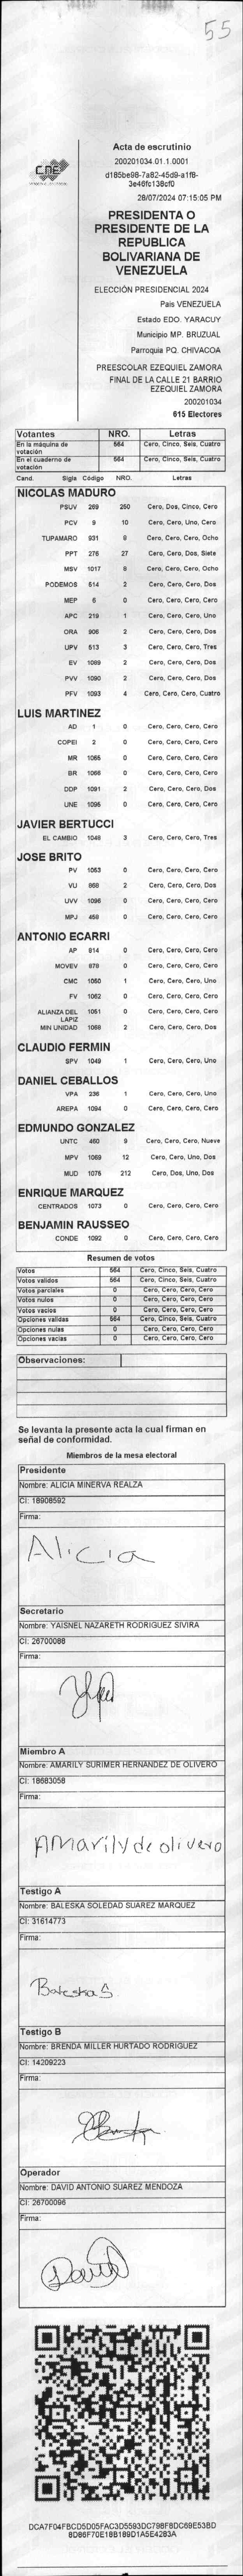 55
CNE
Acta de escrutinio
200201034.01.1.0001
d185be98-7a82-45d9-a1f8-
3e46fc138cf0
28/07/2024 07:15:05 PM
PRESIDENTA O
PRESIDENTE DE LA
REPUBLICA
BOLIVARIANA DE
VENEZUELA
ELECCIÓN PRESIDENCIAL 2024
Pais VENEZUELA
Estado EDO. YARACUY
Municipio MP. BRUZUAL
Parroquia PQ. CHIVACOA
PREESCOLAR EZEQUIEL ZAMORA
FINAL DE LA CALLE 21 BARRIO
EZEQUIEL ZAMORA
200201034
615 Electores
Votantes NRO. Letras
En la máquina de votación 564 Cero, Cinco, Seis, Cuatro
En el cuaderno de votación 564 Cero, Cinco, Seis, Cuatro
Cand. Sigla Código NRO. Letras
NICOLAS MADURO
PSUV 269 250 Cero, Dos, Cinco, Cero
PCV 9 10 Cero, Cero, Uno, Cero
TUPAMARO 931 8 Cero, Cero, Cero, Ocho
PPT 276 27 Cero, Cero, Dos, Siete
MSV 1017 8 Cero, Cero, Cero, Ocho
PODEMOS 514 2 Cero, Cero, Cero, Dos
MEP 6 0 Cero, Cero, Cero, Cero
APC 219 1 Cero, Cero, Cero, Uno
ORA 906 2 Cero, Cero, Cero, Dos
UPV 513 3 Cero, Cero, Cero, Tres
EV 1089 2 Cero, Cero, Cero, Dos
PVV 1090 2 Cero, Cero, Cero, Dos
PFV 1093 4 Cero, Cero, Cero, Cuatro
LUIS MARTINEZ
AD 1 0 Cero, Cero, Cero, Cero
COPEI 2 0 Cero, Cero, Cero, Cero
MR 1065 0 Cero, Cero, Cero, Cero
BR 1066 0 Cero, Cero, Cero, Cero
DDP 1091 2 Cero, Cero, Cero, Dos
UNE 1095 0 Cero, Cero, Cero, Cero
JAVIER BERTUCCI
EL CAMBIO 1048 3 Cero, Cero, Cero, Tres
JOSE BRITO
PV 1053 0 Cero, Cero, Cero, Cero
VU 868 2 Cero, Cero, Cero, Dos
UVV 1096 0 Cero, Cero, Cero, Cero
MPJ 458 0 Cero, Cero, Cero, Cero
ANTONIO ECARRI
AP 814 0 Cero, Cero, Cero, Cero
MOVEV 878 0 Cero, Cero, Cero, Cero
CMC 1050 1 Cero, Cero, Cero, Uno
FV 1062 0 Cero, Cero, Cero, Cero
ALIANZA DEL LAPIZ 1051 0 Cero, Cero, Cero, Cero
MIN UNIDAD 1068 2 Cero, Cero, Cero, Dos
CLAUDIO FERMIN
SPV 1049 1 Cero, Cero, Cero, Uno
DANIEL CEBALLOS
VPA 236 1 Cero, Cero, Cero, Uno
AREPA 1094 0 Cero, Cero, Cero, Cero
EDMUNDO GONZALEZ
UNTC 460 9 Cero, Cero, Cero, Nueve
MPV 1069 12 Cero, Cero, Uno, Dos
MUD 1075 212 Cero, Dos, Uno, Dos
ENRIQUE MARQUEZ
CENTRADOS 1073 0 Cero, Cero, Cero, Cero
BENJAMIN RAUSSEO
CONDE 1092 0 Cero, Cero, Cero, Cero
Resumen de votos
Votos 564 Cero, Cinco, Seis, Cuatro
Votos validos 564 Cero, Cinco, Seis, Cuatro
Votos parciales 0 Cero, Cero, Cero, Cero
Votos nulos 0 Cero, Cero, Cero, Cero
Votos vacios 0 Cero, Cero, Cero, Cero
Opciones validas 564 Cero, Cinco, Seis, Cuatro
Opciones nulas 0 Cero, Cero, Cero, Cero
Opciones vacias 0 Cero, Cero, Cero, Cero
Observaciones:
Se levanta la presente acta la cual firman en
señal de conformidad.
Miembros de la mesa electoral
Presidente
Nombre: ALICIA MINERVA REALZA
CI: 18908592
Firma:
Alicia
Secretario
Nombre: YAISNEL NAZARETH RODRIGUEZ SIVIRA
CI: 26700088
Firma:
Miembro A
Nombre: AMARILY SURIMER HERNANDEZ DE OLIVERO
CI: 18683058
Firma:
AMarily de olivero
Testigo A
Nombre: BALESKA SOLEDAD SUAREZ MARQUEZ
CI: 31614773
Firma:
Baleska S.
Testigo B
Nombre: BRENDA MILLER HURTADO RODRIGUEZ
CI: 14209223
Firma:
Operador
Nombre: DAVID ANTONIO SUAREZ MENDOZA
CI: 26700096
Firma:
David
DCA7F04FBCD5D05FAC3D5593DC798F8DC69E53BD
8D86F70E18B189D1A5E4283A